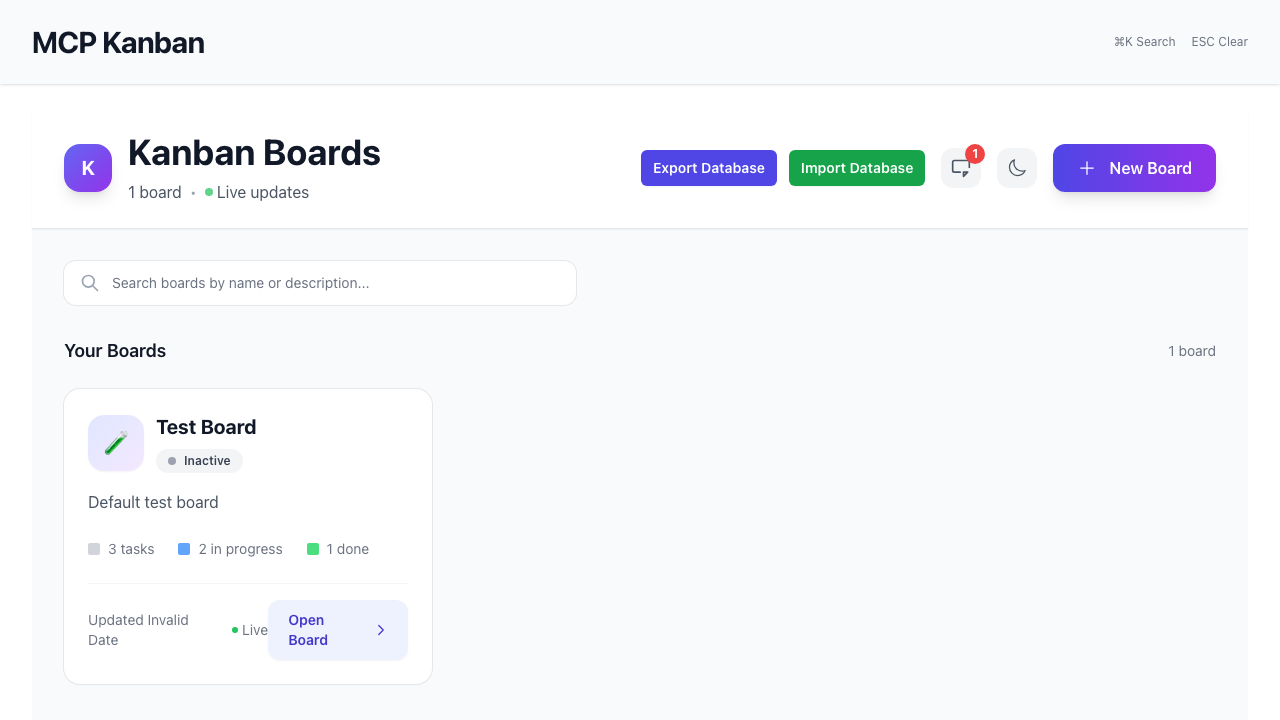 MCP Kanban
⌘K Search
ESC Clear
K
Kanban Boards
1 board • Live updates
Export Database
Import Database
1
New Board
Search boards by name or description...
Your Boards
1 board
Test Board
Inactive
Default test board
3 tasks
2 in progress
1 done
Updated Invalid
Date
Live
Open
Board